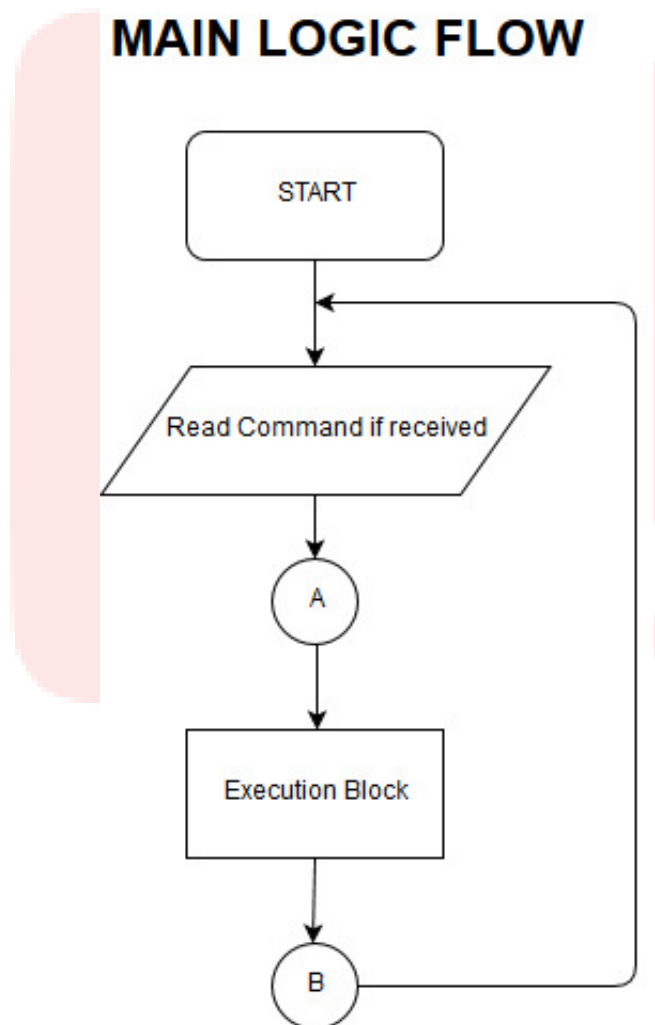 MAIN LOGIC FLOW
START
Read Command if received
A
Execution Block
B